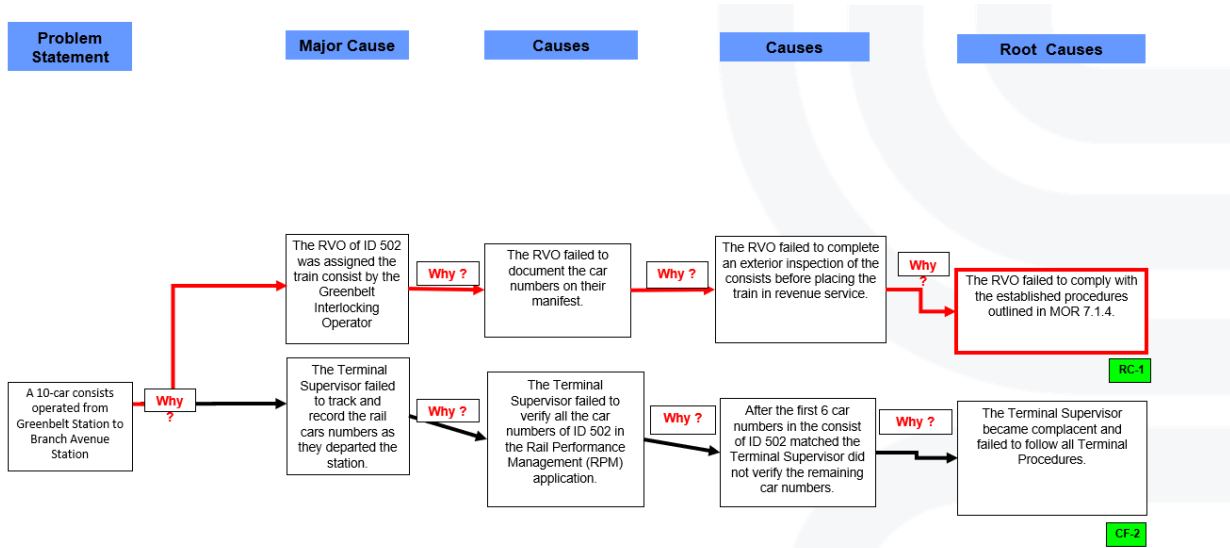 Problem
Statement
Major Cause
Causes
Causes
Root Causes
The RVO of ID 502
was assigned the
train consist by the
Greenbelt
Interlocking
Operator
Why ?
The RVO failed to
document the car
numbers on their
manifest.
Why ?
The RVO failed to complete
an exterior inspection of the
consists before placing the
train in revenue service.
Why
?
The RVO failed to comply with
the established procedures
outlined in MOR 7.1.4.
RC-1
A 10-car consists
operated from
Greenbelt Station to
Branch Avenue
Station
Why
?
The Terminal
Supervisor failed
to track and
record the rail
cars numbers as
they departed the
station.
Why ?
The Terminal
Supervisor failed to
verify all the car
numbers of ID 502 in
the Rail Performance
Management (RPM)
application.
Why ?
After the first 6 car
numbers in the consist
of ID 502 matched the
Terminal Supervisor did
not verify the remaining
car numbers.
Why ?
The Terminal Supervisor
became complacent and
failed to follow all Terminal
Procedures.
CF-2